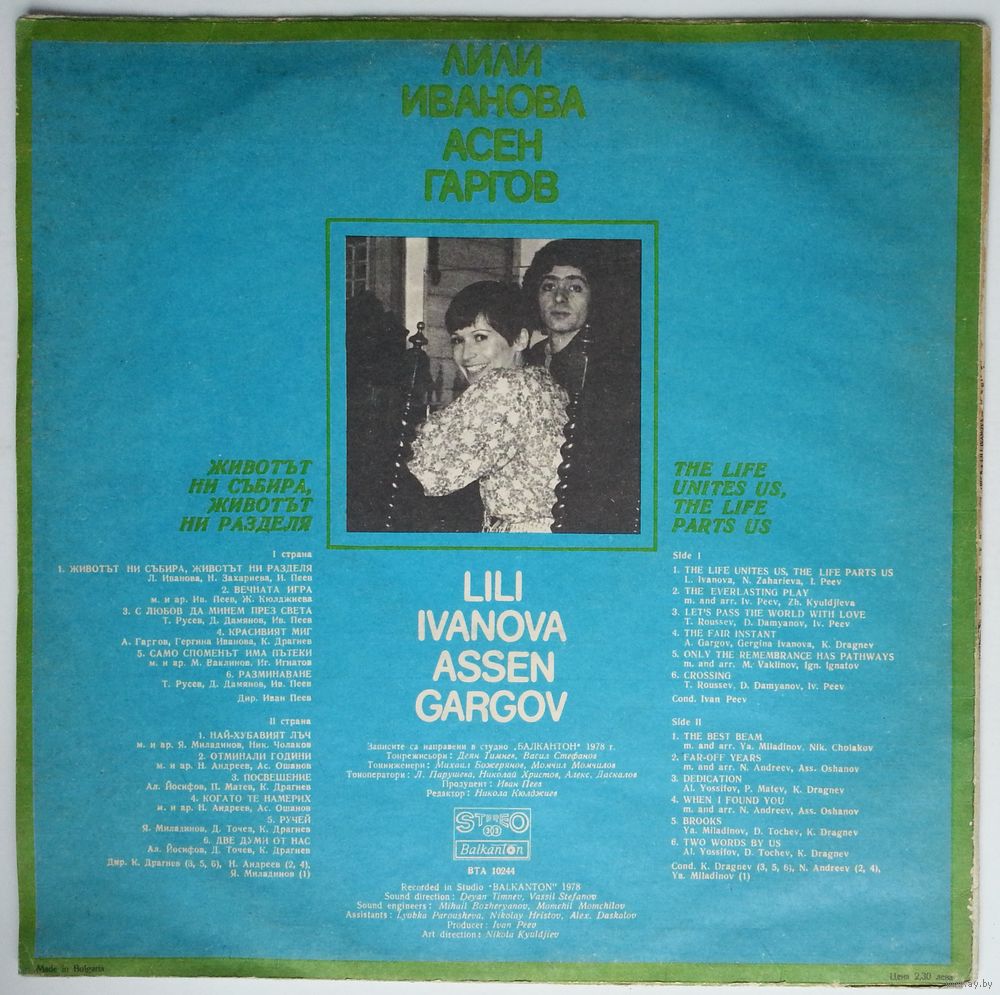 ЛИЛИ
ИВАНОВА
АСЕН
ГАРГОВ
ЖИВОТЪТ
НИ СЪБИРА,
ЖИВОТЪТ
НИ РАЗДЕЛЯ
I страна
1. ЖИВОТЪТ НИ СЪБИРА, ЖИВОТЪТ НИ РАЗДЕЛЯ
Л. Иванова, Н. Захариева, И. Пеев
2. ВЕЧНАТА ИГРА
м. и ар. Ив. Пеев, Ж. Кюлджиева
3. С ЛЮБОВ ДА МИНЕМ ПРЕЗ СВЕТА
Т. Русев, Д. Дамянов, Ив. Пеев
4. КРАСИВИЯТ МИГ
А. Гаргов, Гергина Иванова, К. Драгнев
5. САМО СПОМЕНЪТ ИМА ПЪТЕКИ
м. и ар. М. Ваклинов, Иг. Игнатов
6. РАЗМИНАВАНЕ
Т. Русев, Д. Дамянов, Ив. Пеев
Дир. Иван Пеев
II страна
1. НАЙ-ХУБАВИЯТ ЛЪЧ
м. и ар. Я. Миладинов, Ник. Чолаков
2. ОТМИНАЛИ ГОДИНИ
м. и ар. Н. Андреев, Ас. Ошанов
3. ПОСВЕЩЕНИЕ
Ал. Йосифов, П. Матев, К. Драгнев
4. КОГАТО ТЕ НАМЕРИХ
м. и ар. Н. Андреев, Ас. Ошанов
5. РУЧЕЙ
Я. Миладинов, Д. Точев, К. Драгнев
6. ДВЕ ДУМИ ОТ НАС
Ал. Йосифов, Д. Точев, К. Драгнев
Дир. К. Драгнев (3, 5, 6), Н. Андреев (2, 4),
Я. Миладинов (1)
LILI
IVANOVA
ASSEN
GARGOV
Записите са направени в студио „БАЛКАНТОН" 1978 г.
Тонрежисьори: Деян Тимнев, Васил Стефанов
Тонинженери: Михаил Божерянов, Момчил Момчилов
Тоноператори: Л. Парушева, Николай Христов, Алекс. Даскалов
Продуцент: Иван Пеев
Редактор: Никола Кюлджиев
STEREO
33
Balkanton
ВТА 10244
Recorded in Studio "BALKANTON" 1978
Sound direction: Deyan Timnev, Vassil Stefanov
Sound engineers: Mihail Bozheryanov, Momchil Momchilov
Assistants: Lyubka Parousheva, Nikolay Hristov, Alex. Daskalov
Producer: Ivan Peev
Art direction: Nikola Kyuldjiev
THE LIFE
UNITES US,
THE LIFE
PARTS US
Side I
1. THE LIFE UNITES US, THE LIFE PARTS US
L. Ivanova, N. Zaharieva, I. Peev
2. THE EVERLASTING PLAY
m. and arr. Iv. Peev, Zh. Kyuldjieva
3. LET'S PASS THE WORLD WITH LOVE
T. Roussev, D. Damyanov, Iv. Peev
4. THE FAIR INSTANT
A. Gargov, Gergina Ivanova, K. Dragnev
5. ONLY THE REMEMBRANCE HAS PATHWAYS
m. and arr. M. Vaklinov, Ign. Ignatov
6. CROSSING
T. Roussev, D. Damyanov, Iv. Peev
Cond. Ivan Peev
Side II
1. THE BEST BEAM
m. and arr. Ya. Miladinov, Nik. Cholakov
2. FAR-OFF YEARS
m. and arr. N. Andreev, Ass. Oshanov
3. DEDICATION
Al. Yossifov, P. Matev, K. Dragnev
4. WHEN I FOUND YOU
m. and arr. N. Andreev, Ass. Oshanov
5. BROOKS
Ya. Miladinov, D. Tochev, K. Dragnev
6. TWO WORDS BY US
Al. Yossifov, D. Tochev, K. Dragnev
Cond. K. Dragnev (3, 5, 6), N. Andreev (2, 4),
Ya. Miladinov (1)
Made in Bulgaria
Цена 2,30 лева